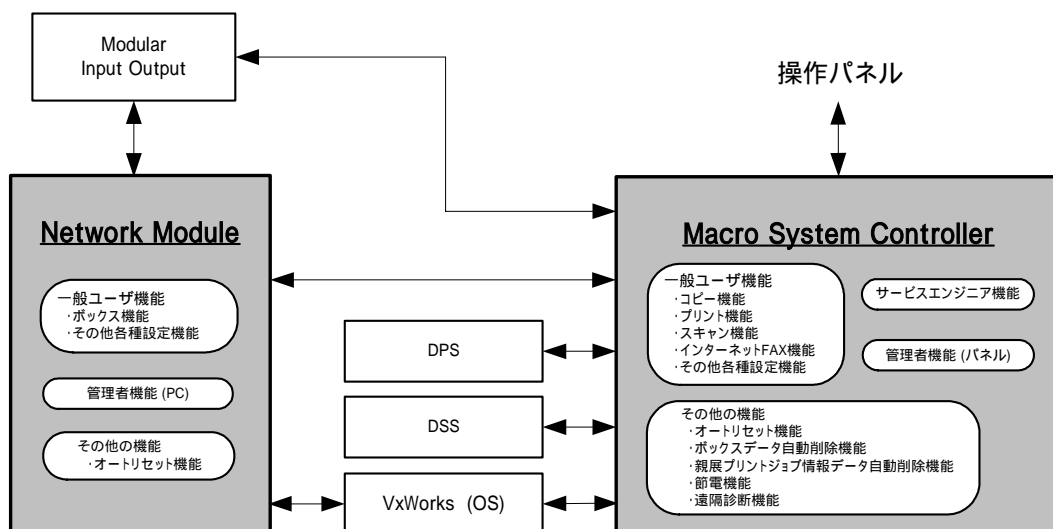 Modular
Input Output
操作パネル
Network Module
一般ユーザ機能
・ボックス機能
・その他各種設定機能
管理者機能 (PC)
その他の機能
・オートリセット機能
DPS
DSS
VxWorks (OS)
Macro System Controller
一般ユーザ機能
・コピー機能
・プリント機能
・スキャン機能
・インターネットFAX機能
・その他各種設定機能
サービスエンジニア機能
管理者機能 (パネル)
その他の機能
・オートリセット機能
・ボックスデータ自動削除機能
・親展プリントジョブ情報データ自動削除機能
・節電機能
・遠隔診断機能